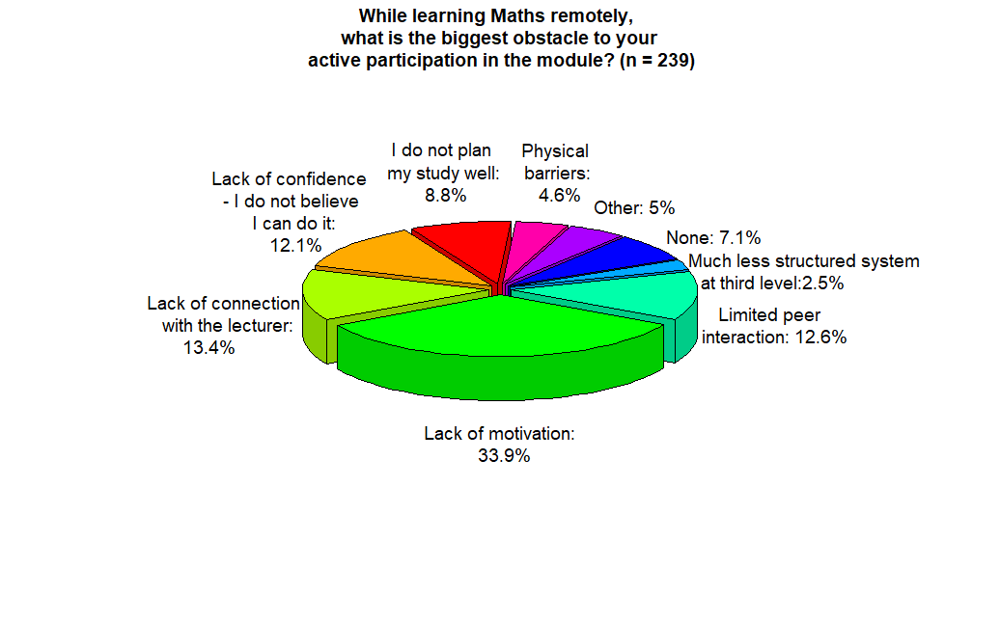 While learning Maths remotely,
what is the biggest obstacle to your
active participation in the module? (n = 239)
I do not plan
my study well:
8.8%
Physical
barriers:
4.6%
Lack of confidence
- I do not believe
I can do it:
12.1%
Other: 5%
None: 7.1%
Much less structured system
at third level:2.5%
Lack of connection
with the lecturer:
13.4%
Limited peer
interaction: 12.6%
Lack of motivation:
33.9%